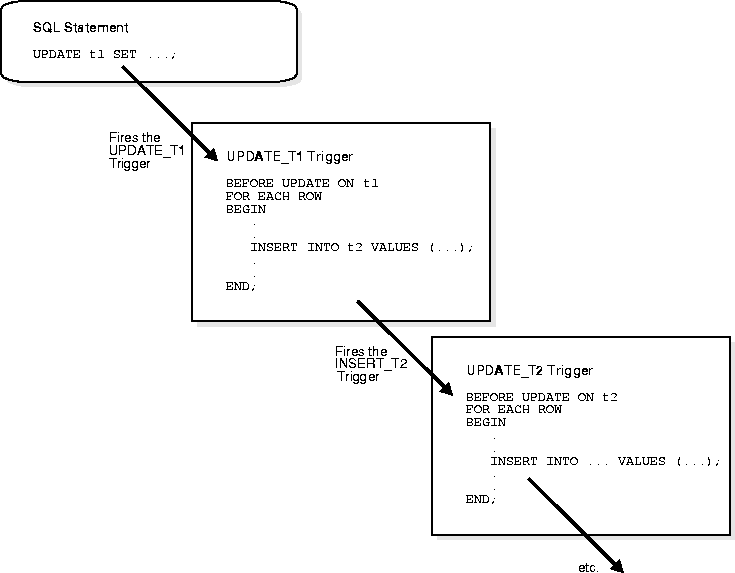 SQL Statement
UPDATE t1 SET ...;
Fires the
UPDATE_T1
Trigger
UPDATE_T1 Trigger
BEFORE UPDATE ON t1
FOR EACH ROW
BEGIN
.
.
INSERT INTO t2 VALUES (...);
.
.
END;
Fires the
INSERT_T2
Trigger
UPDATE_T2 Trigger
BEFORE UPDATE ON t2
FOR EACH ROW
BEGIN
.
.
INSERT INTO ... VALUES (...);
.
.
END;
etc.